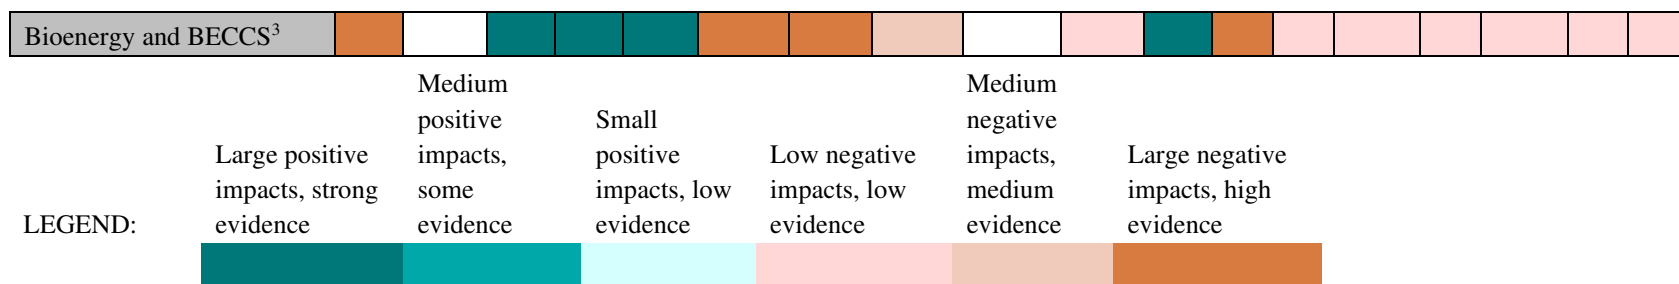 Bioenergy and BECCS³
LEGEND:
Large positive
impacts, strong
evidence
Medium
positive
impacts,
some
evidence
Small
positive
impacts, low
evidence
Low negative
impacts, low
evidence
Medium
negative
impacts,
medium
evidence
Large negative
impacts, high
evidence